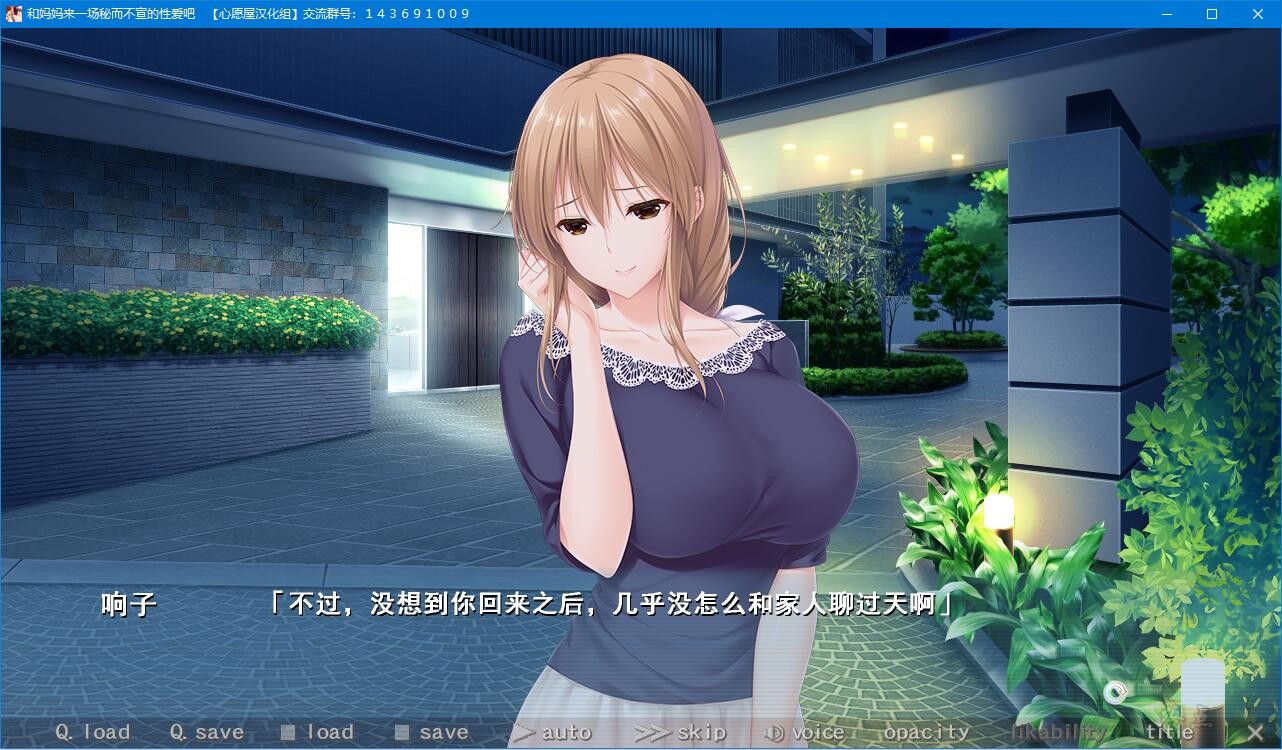 和妈妈来一场秘而不宣的性爱吧 【心愿屋汉化组】交流群号：143691009
响子 「不过，没想到你回来之后，几乎没怎么和家人聊过天啊」
Q. load Q. save load save auto skip voice opacity likability title